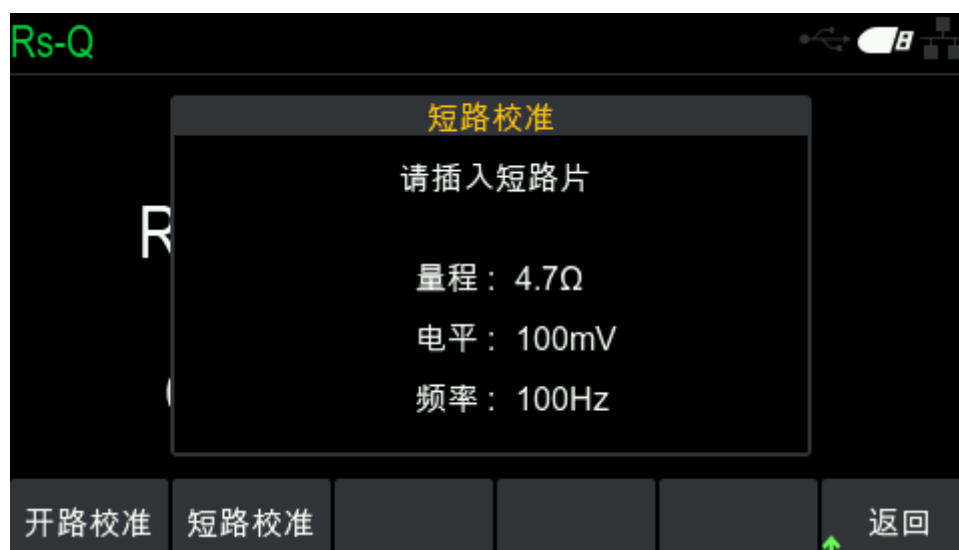 Rs-Q
短路校准
请插入短路片
R
量程： 4.7Ω
电平： 100mV
频率： 100Hz
开路校准 短路校准 返回